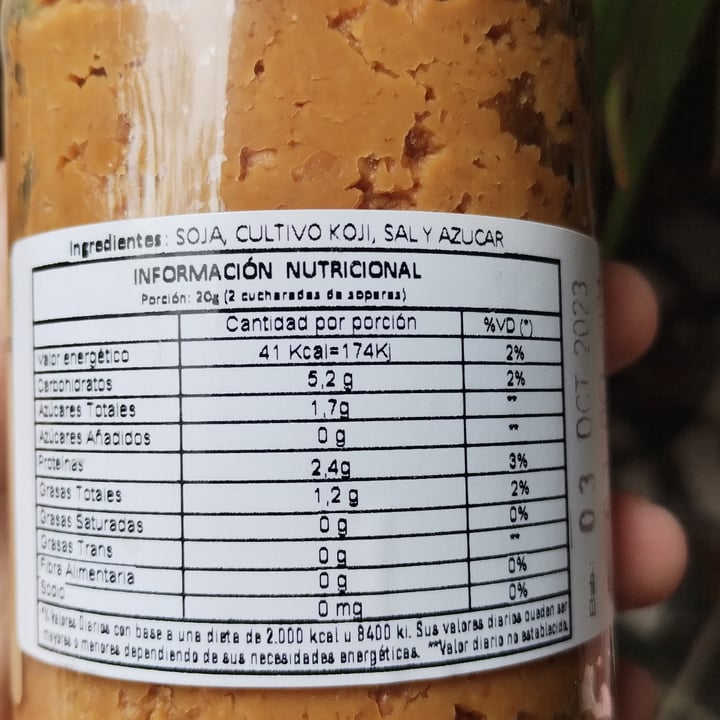 Ingredientes: SOJA, CULTIVO KOJI, SAL Y AZUCAR
INFORMACIÓN NUTRICIONAL
Porción: 20g (2 cucharadas de soperas)
Cantidad por porción %VD (*)
Valor energético 41 Kcal=174Kj 2%
Carbohidratos 5,2 g 2%
Azúcares Totales 1,7g **
Azúcares Añadidos 0 g **
Proteínas 2,4g 3%
Grasas Totales 1,2 g 2%
Grasas Saturadas 0 g 0%
Grasas Trans 0 g **
Fibra Alimentaria 0 g 0%
Sodio 0 mg 0%
*% Valores Diarios con base a una dieta de 2.000 kcal u 8400 kj. Sus valores diarios pueden ser
mayores o menores dependiendo de sus necesidades energéticas. **Valor diario no establecido.
Elab.: 03 OCT 2023